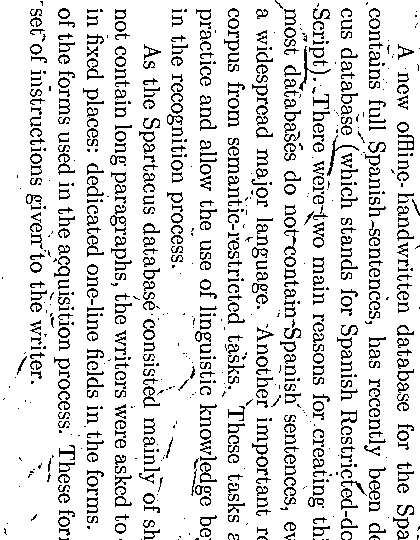 A new offline handwritten database for the Spa
contains full Spanish sentences, has recently been de
cus database (which stands for Spanish Restricted-do
Script). There were two main reasons for creating th
most databases do not contain Spanish sentences, ev
a widespread major language. Another important re
corpus from semantic-restricted tasks. These tasks a
practice and allow the use of linguistic knowledge be
in the recognition process.
As the Spartacus database consisted mainly of sh
not contain long paragraphs, the writers were asked to
in fixed places: dedicated one-line fields in the forms.
of the forms used in the acquisition process. These for
set of instructions given to the writer.